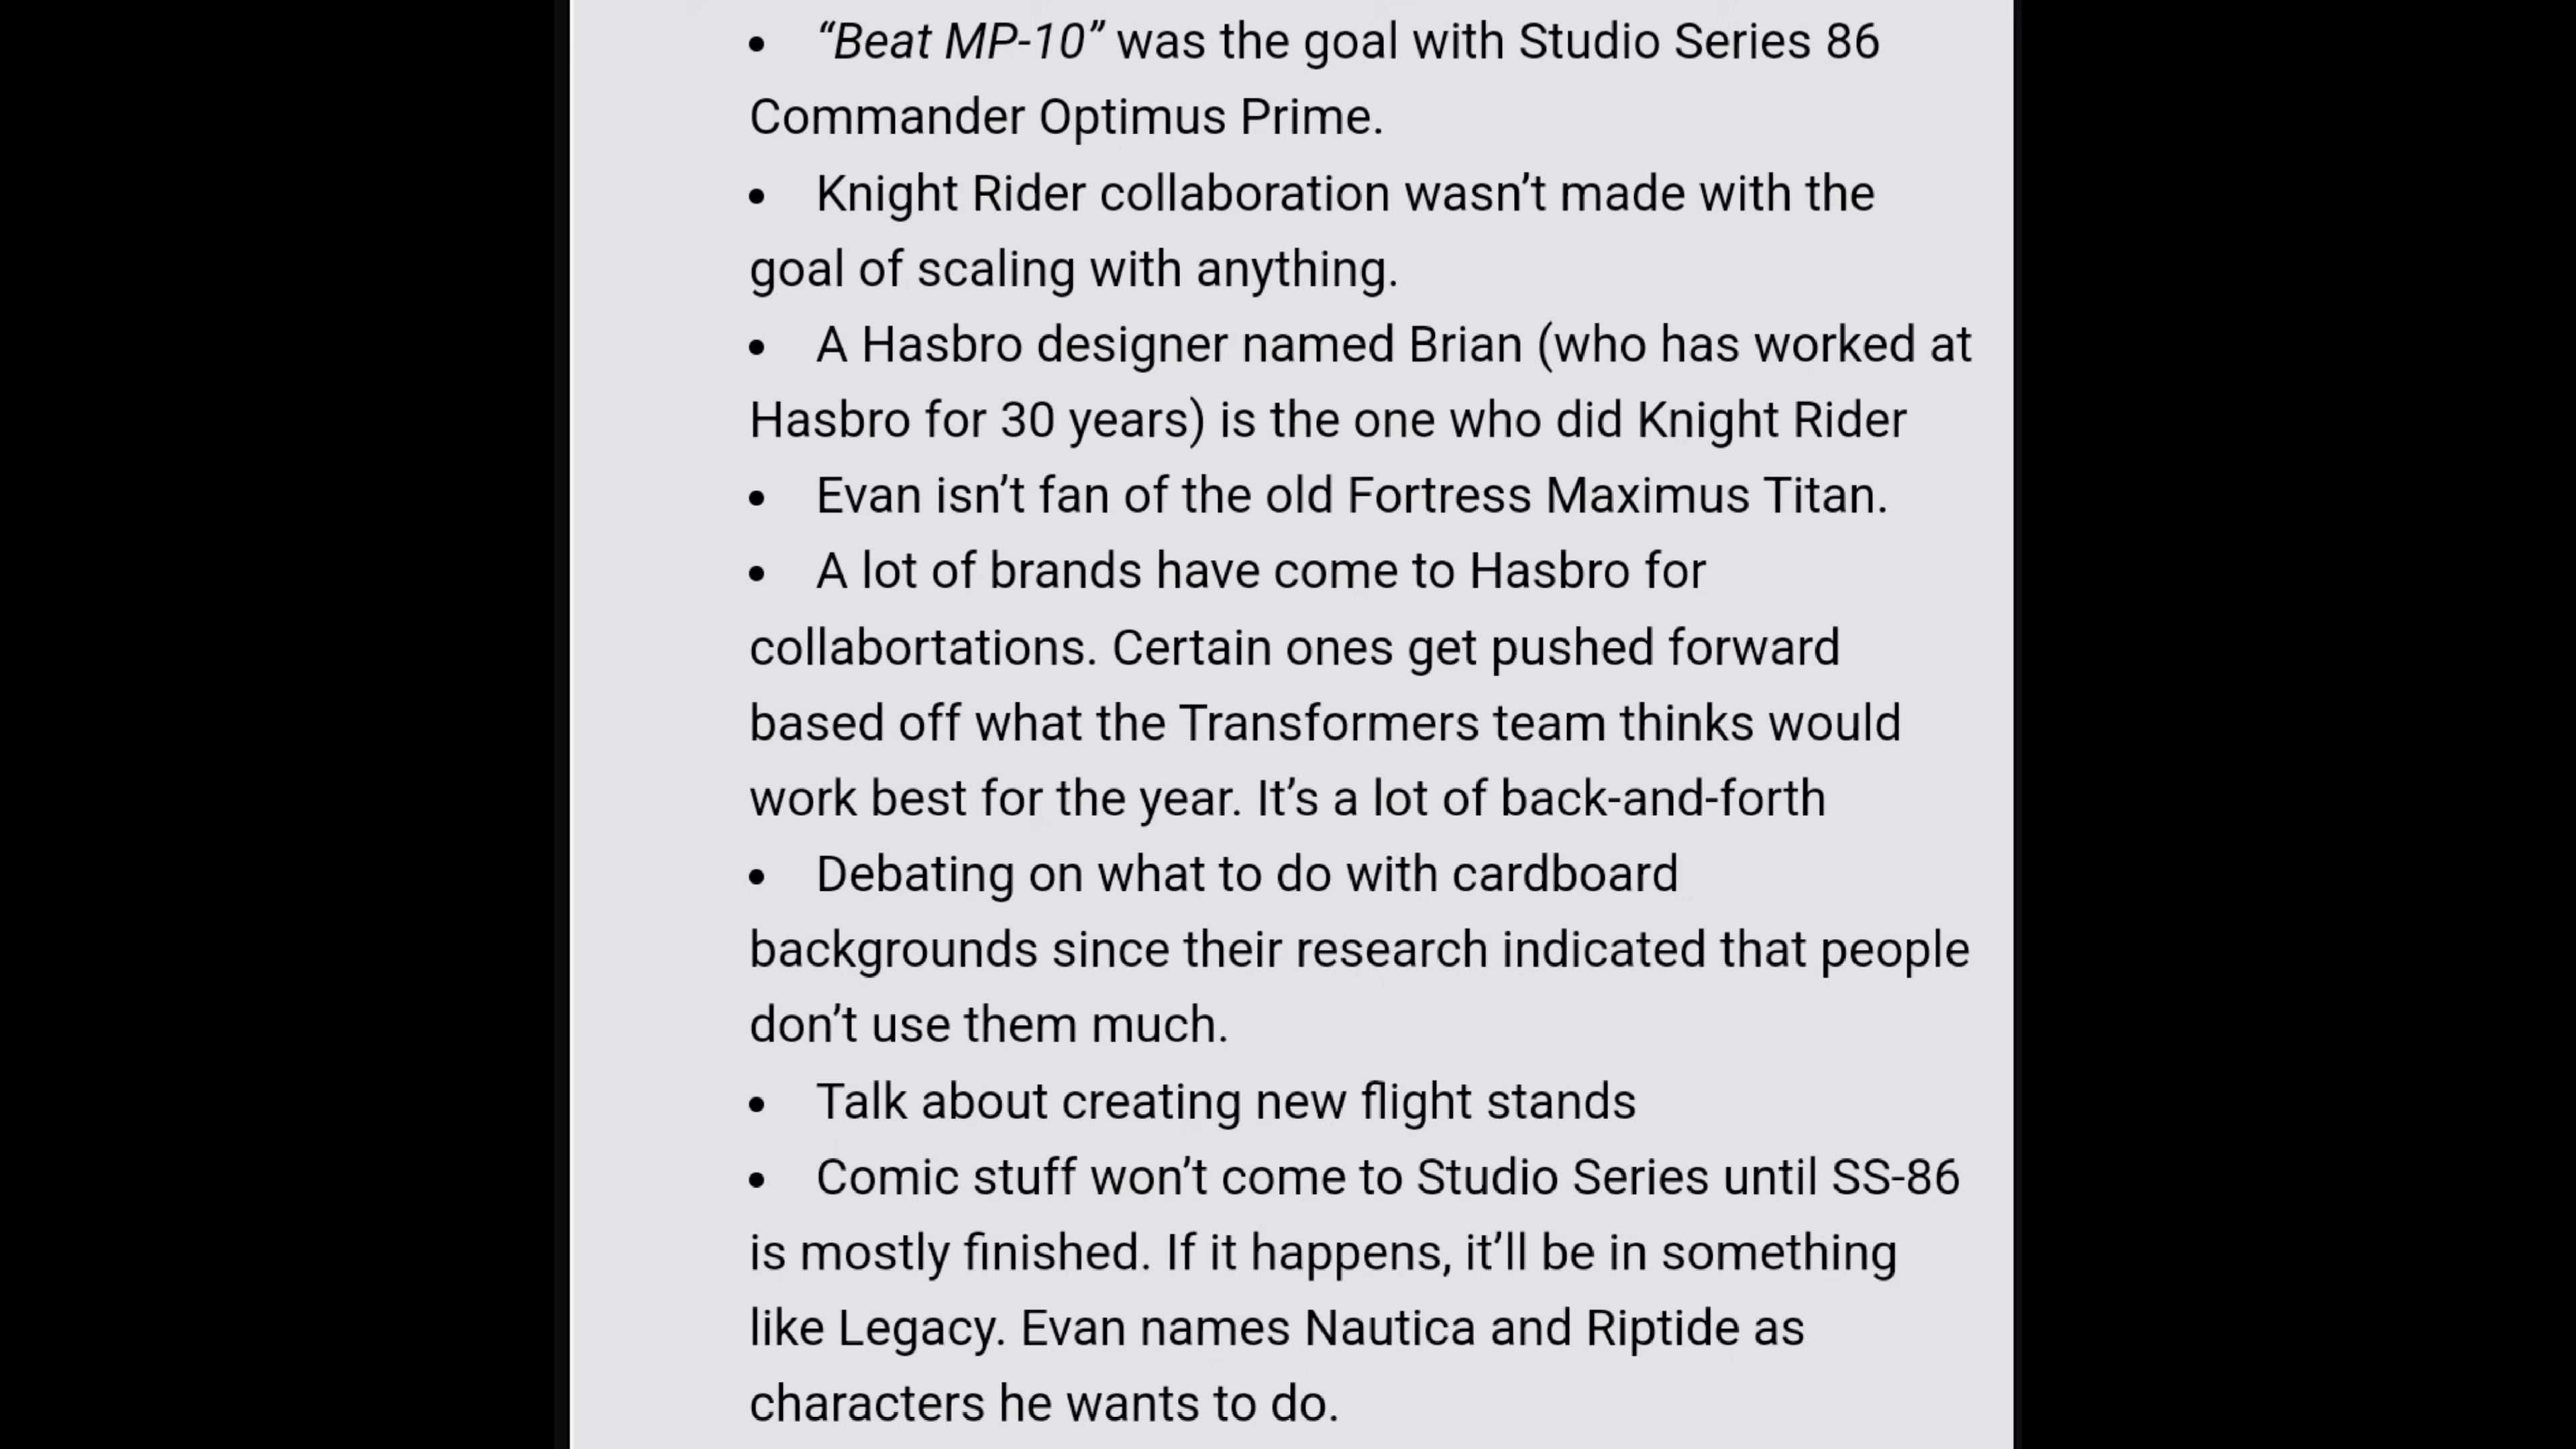 • “Beat MP-10” was the goal with Studio Series 86
Commander Optimus Prime.
• Knight Rider collaboration wasn’t made with the
goal of scaling with anything.
• A Hasbro designer named Brian (who has worked at
Hasbro for 30 years) is the one who did Knight Rider
• Evan isn’t fan of the old Fortress Maximus Titan.
• A lot of brands have come to Hasbro for
collabortations. Certain ones get pushed forward
based off what the Transformers team thinks would
work best for the year. It’s a lot of back-and-forth
• Debating on what to do with cardboard
backgrounds since their research indicated that people
don’t use them much.
• Talk about creating new flight stands
• Comic stuff won’t come to Studio Series until SS-86
is mostly finished. If it happens, it’ll be in something
like Legacy. Evan names Nautica and Riptide as
characters he wants to do.